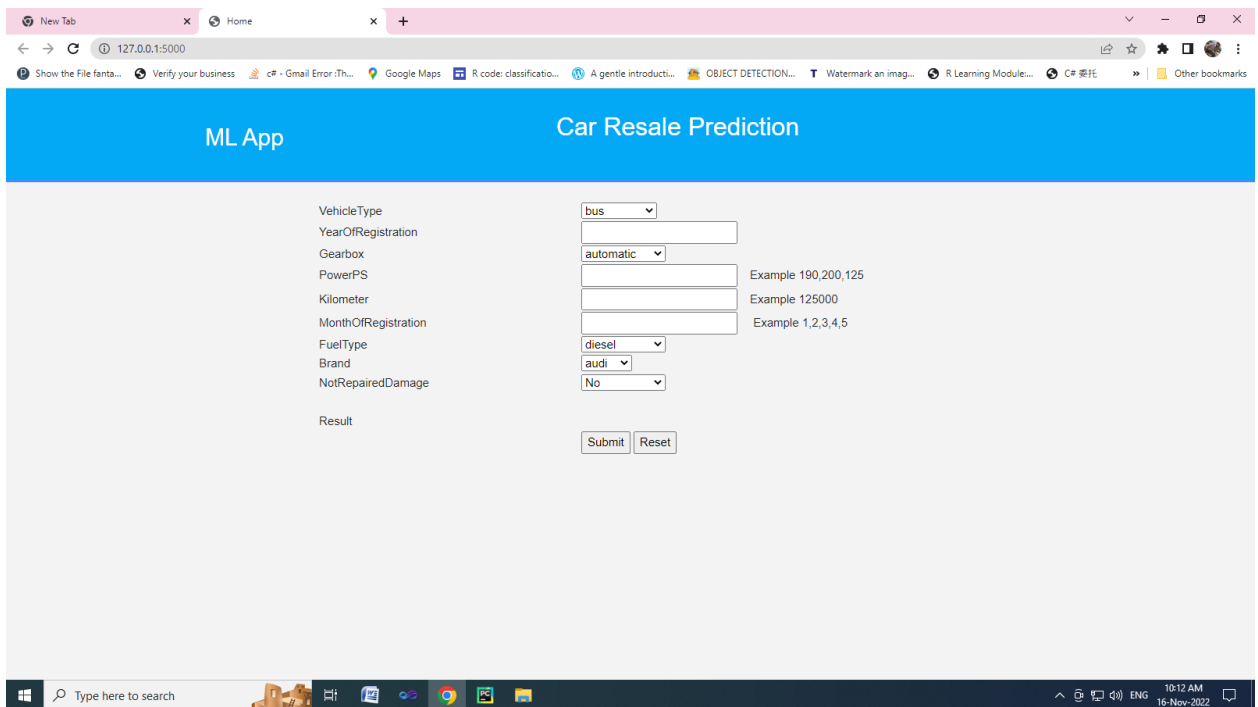 New Tab
Home
127.0.0.1:5000
Show the File fanta... Verify your business c# - Gmail Error :Th... Google Maps R code: classificatio... A gentle introducti... OBJECT DETECTION... T Watermark an imag... R Learning Module:... C# 委托 » Other bookmarks
ML App
Car Resale Prediction
VehicleType bus
YearOfRegistration
Gearbox automatic
PowerPS Example 190,200,125
Kilometer Example 125000
MonthOfRegistration Example 1,2,3,4,5
FuelType diesel
Brand audi
NotRepairedDamage No
Result
Submit Reset
Type here to search
ENG
10:12 AM
16-Nov-2022